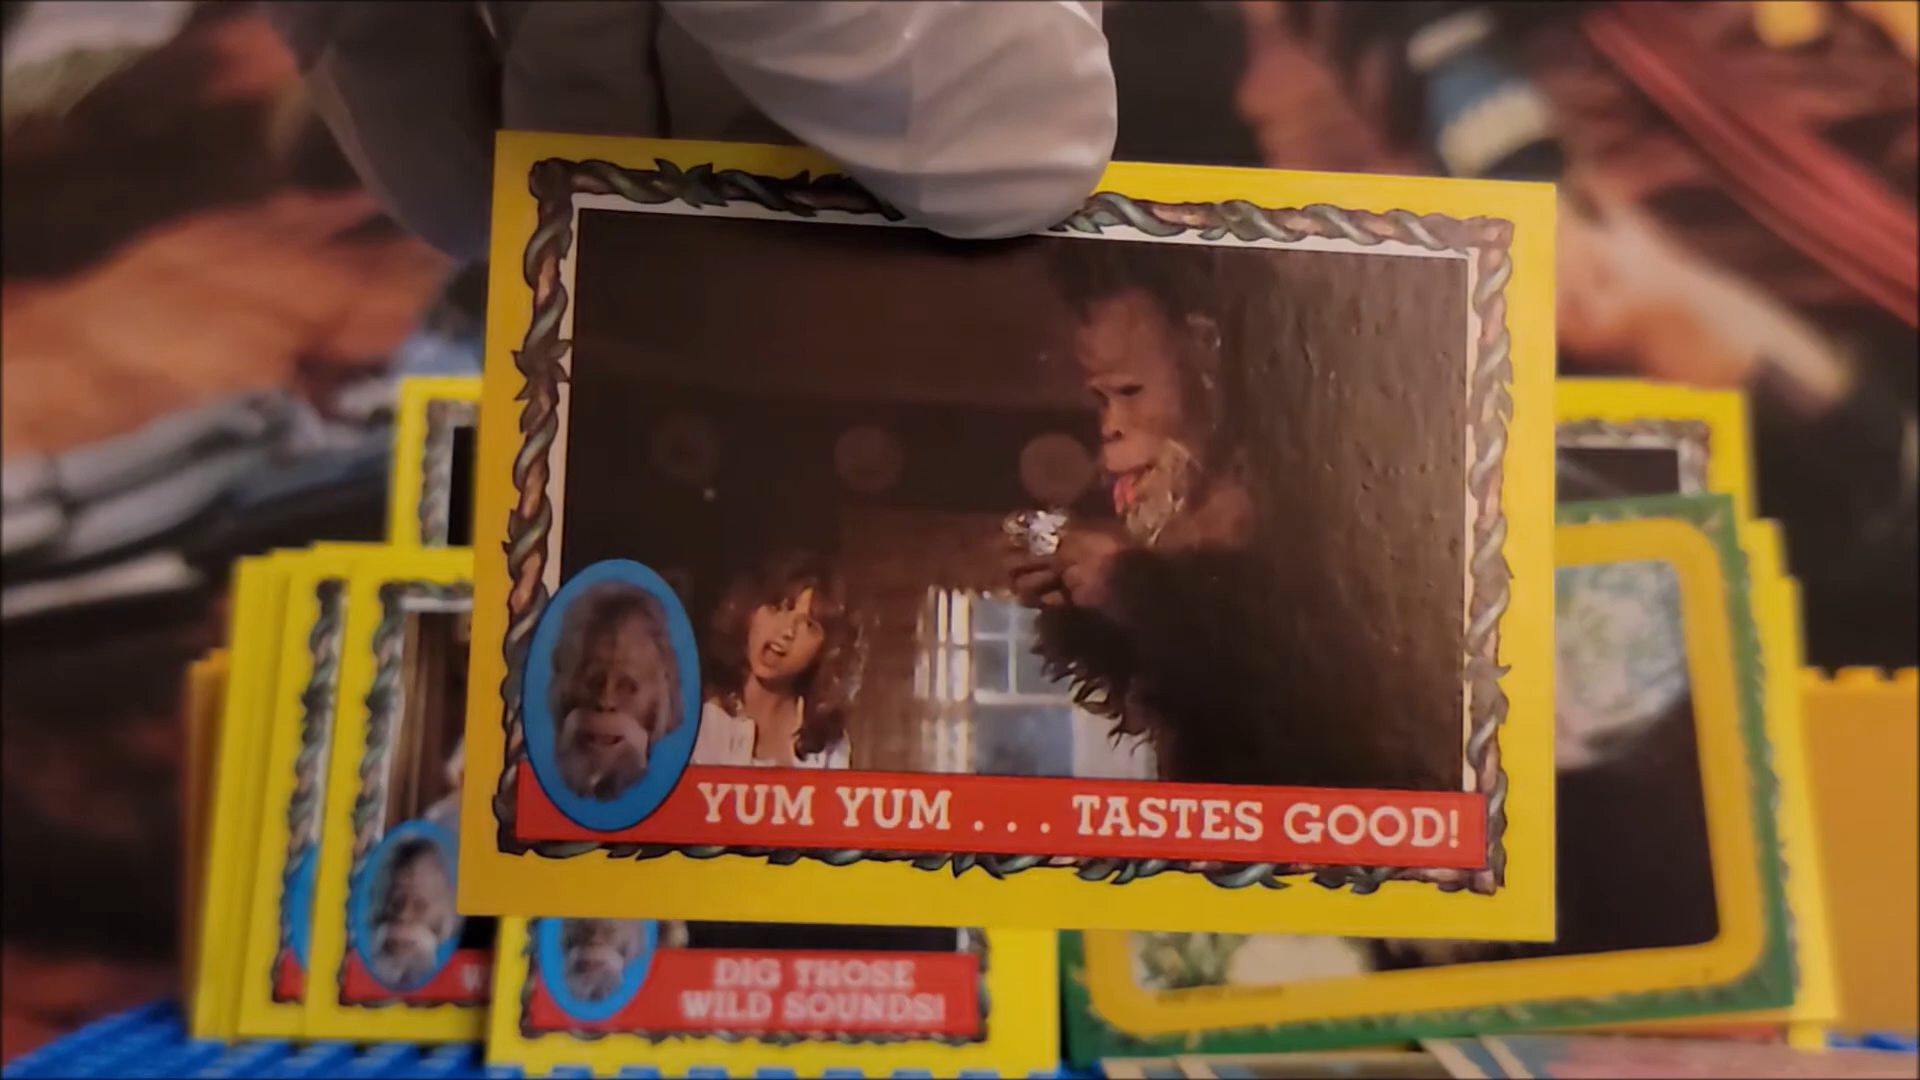 YUM YUM . . . TASTES GOOD!
DIG THOSE
WILD SOUNDS!